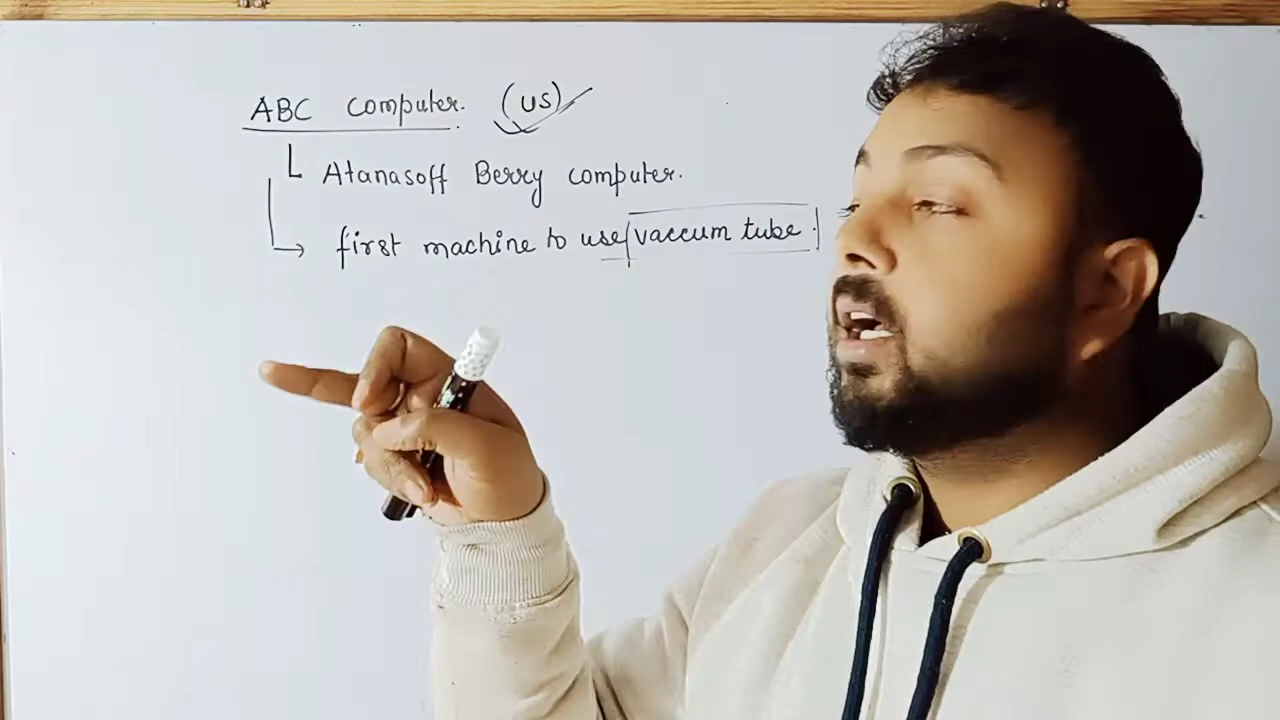 ABC computer. (US)
Atanasoff Berry computer.
first machine to use vaccum tube.